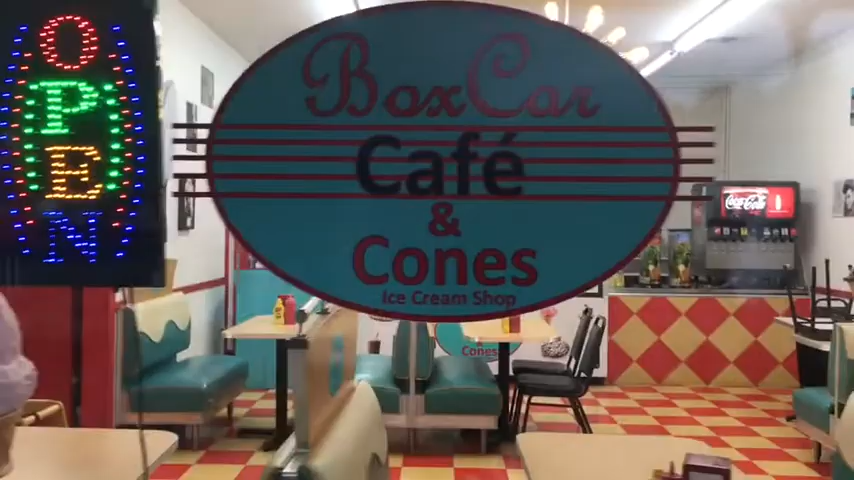 OPEN
BoxCar
Café
&
Cones
Ice Cream Shop
Coca-Cola
Cones